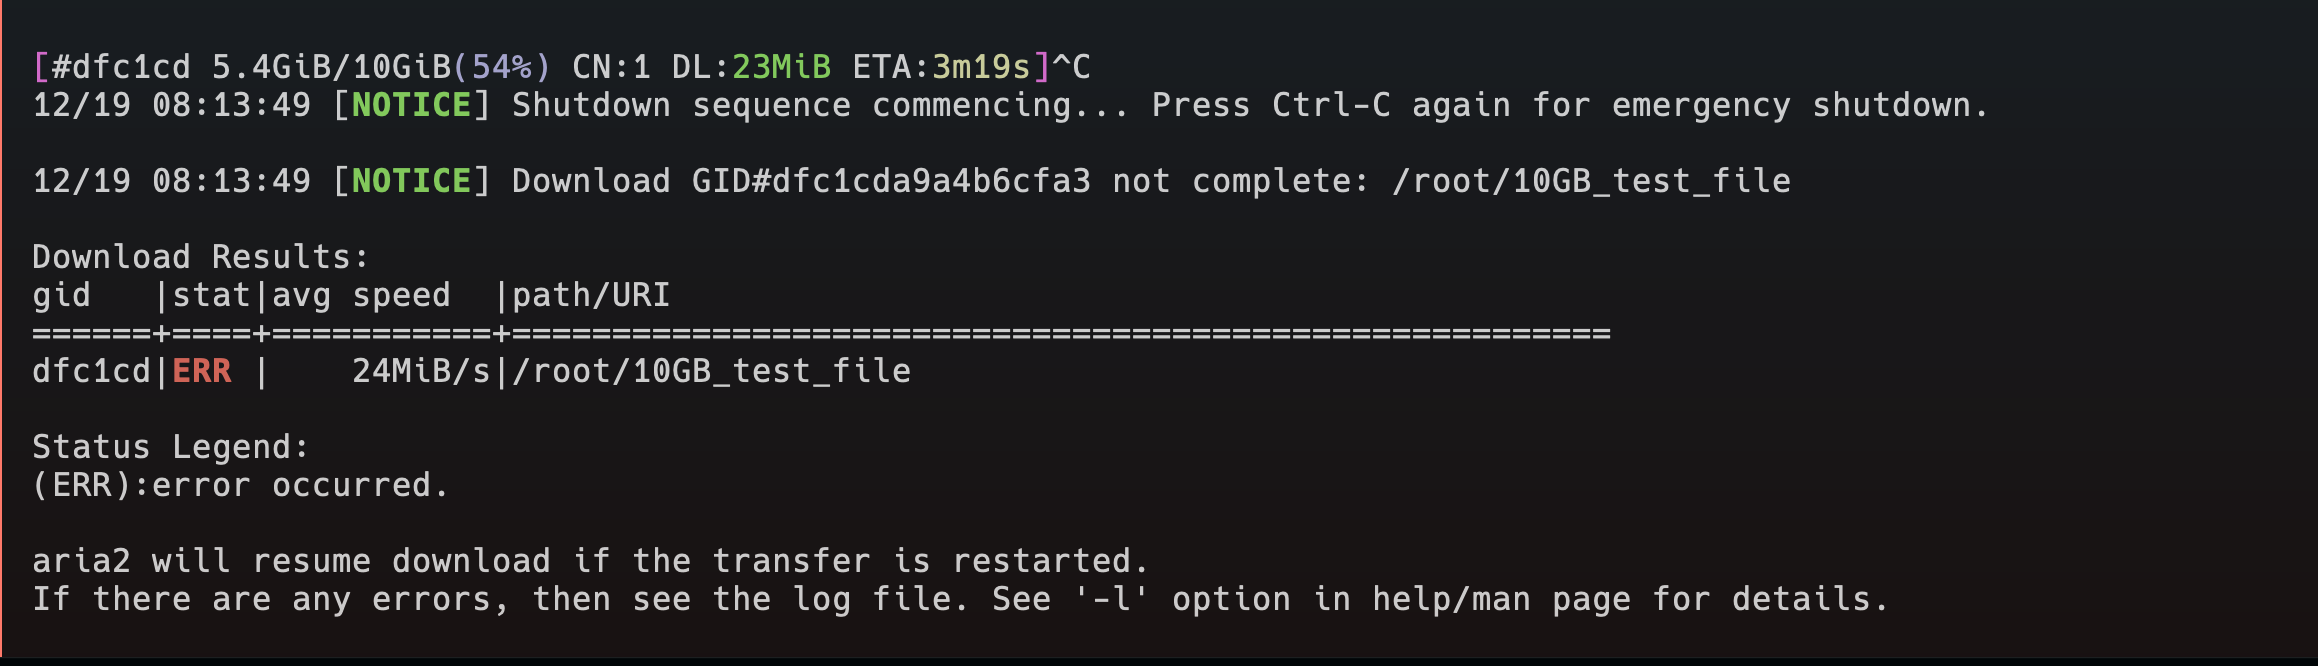 [#dfc1cd 5.4GiB/10GiB(54%) CN:1 DL:23MiB ETA:3m19s]^C
12/19 08:13:49 [NOTICE] Shutdown sequence commencing... Press Ctrl-C again for emergency shutdown.
12/19 08:13:49 [NOTICE] Download GID#dfc1cda9a4b6cfa3 not complete: /root/10GB_test_file
Download Results:
gid   |stat|avg speed  |path/URI
======+====+===========+=======================================================
dfc1cd|ERR |    24MiB/s|/root/10GB_test_file
Status Legend:
(ERR):error occurred.
aria2 will resume download if the transfer is restarted.
If there are any errors, then see the log file. See '-l' option in help/man page for details.